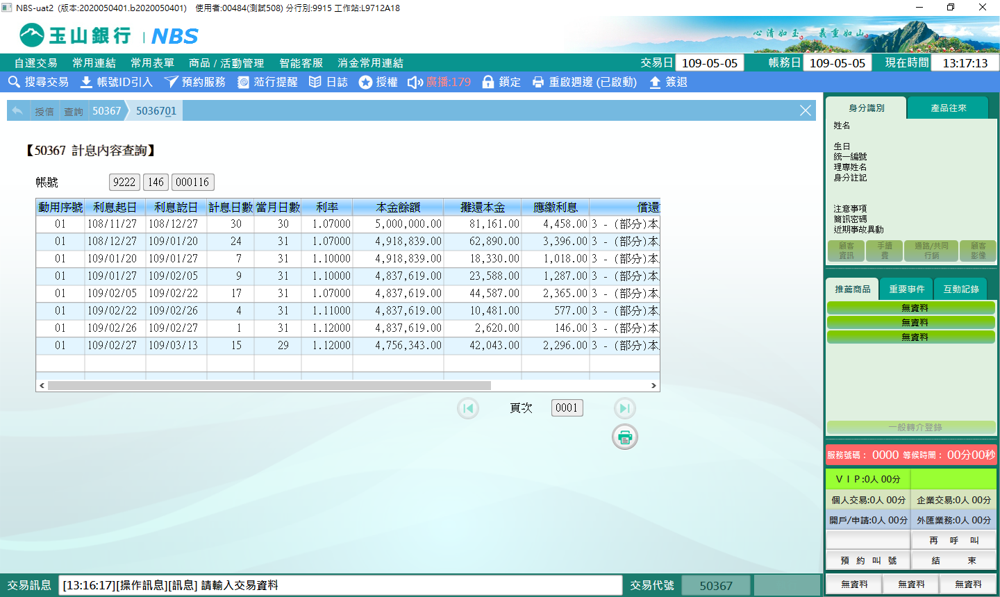 NBS-uat2 (版本:2020050401.b2020050401) 使用者:00484(測試508) 分行別:9915 工作站:L9712A18
玉山銀行 | NBS
心清如玉。義重如山。
自選交易 常用連結 常用表單 商品 / 活動管理 智能客服 消金常用連結 交易日 109-05-05 帳務日 109-05-05 現在時間 13:17:13
搜尋交易 帳號ID引入 預約服務 蒞行提醒 日誌 授權 廣播:179 鎖定 重啟週邊 (已啟動) 簽退
授信 查詢 50367 5036701
【50367 計息內容查詢】
帳號 9222 146 000116
動用序號 利息起日 利息訖日 計息日數 當月日數 利率 本金餘額 攤還本金 應繳利息 償還
01 108/11/27 108/12/27 30 30 1.07000 5,000,000.00 81,161.00 4,458.00 3 - (部分)本
01 108/12/27 109/01/20 24 31 1.07000 4,918,839.00 62,890.00 3,396.00 3 - (部分)本
01 109/01/20 109/01/27 7 31 1.10000 4,918,839.00 18,330.00 1,018.00 3 - (部分)本
01 109/01/27 109/02/05 9 31 1.10000 4,837,619.00 23,588.00 1,287.00 3 - (部分)本
01 109/02/05 109/02/22 17 31 1.07000 4,837,619.00 44,587.00 2,365.00 3 - (部分)本
01 109/02/22 109/02/26 4 31 1.11000 4,837,619.00 10,481.00 577.00 3 - (部分)本
01 109/02/26 109/02/27 1 31 1.12000 4,837,619.00 2,620.00 146.00 3 - (部分)本
01 109/02/27 109/03/13 15 29 1.12000 4,756,343.00 42,043.00 2,296.00 3 - (部分)本
頁次 0001
身分識別 產品往來
姓名
生日
統一編號
理專姓名
身分註記
注意事項
簡訊密碼
近期事故異動
顧客資訊 手續費 通路/共同行銷 顧客影像
推薦商品 重要事件 互動記錄
無資料
無資料
無資料
一般轉介登錄
服務號碼: 0000 等候時間: 00分00秒
VIP:0人 00分
個人交易:0人 00分 企業交易:0人 00分
開戶/申請:0人 00分 外匯業務:0人 00分
再 呼 叫
預 約 叫 號 結 束
無資料 無資料 無資料
交易訊息 [13:16:17][操作訊息][訊息] 請輸入交易資料 交易代號 50367